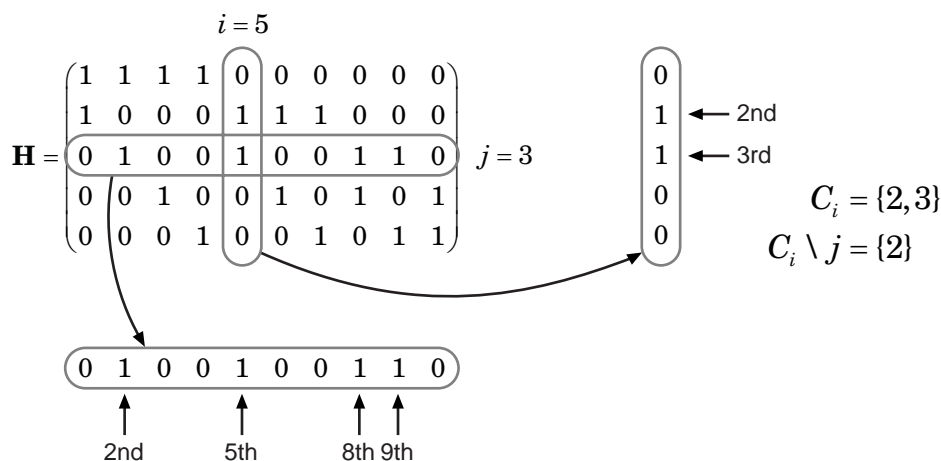 i = 5
1 1 1 1 0 0 0 0 0 0
1 0 0 0 1 1 1 0 0 0
H = 0 1 0 0 1 0 0 1 1 0 j = 3
0 0 1 0 0 1 0 1 0 1
0 0 0 1 0 0 1 0 1 1
0
1 2nd
1 3rd
0
0
C_i = {2,3}
C_i \ j = {2}
0 1 0 0 1 0 0 1 1 0
2nd 5th 8th 9th